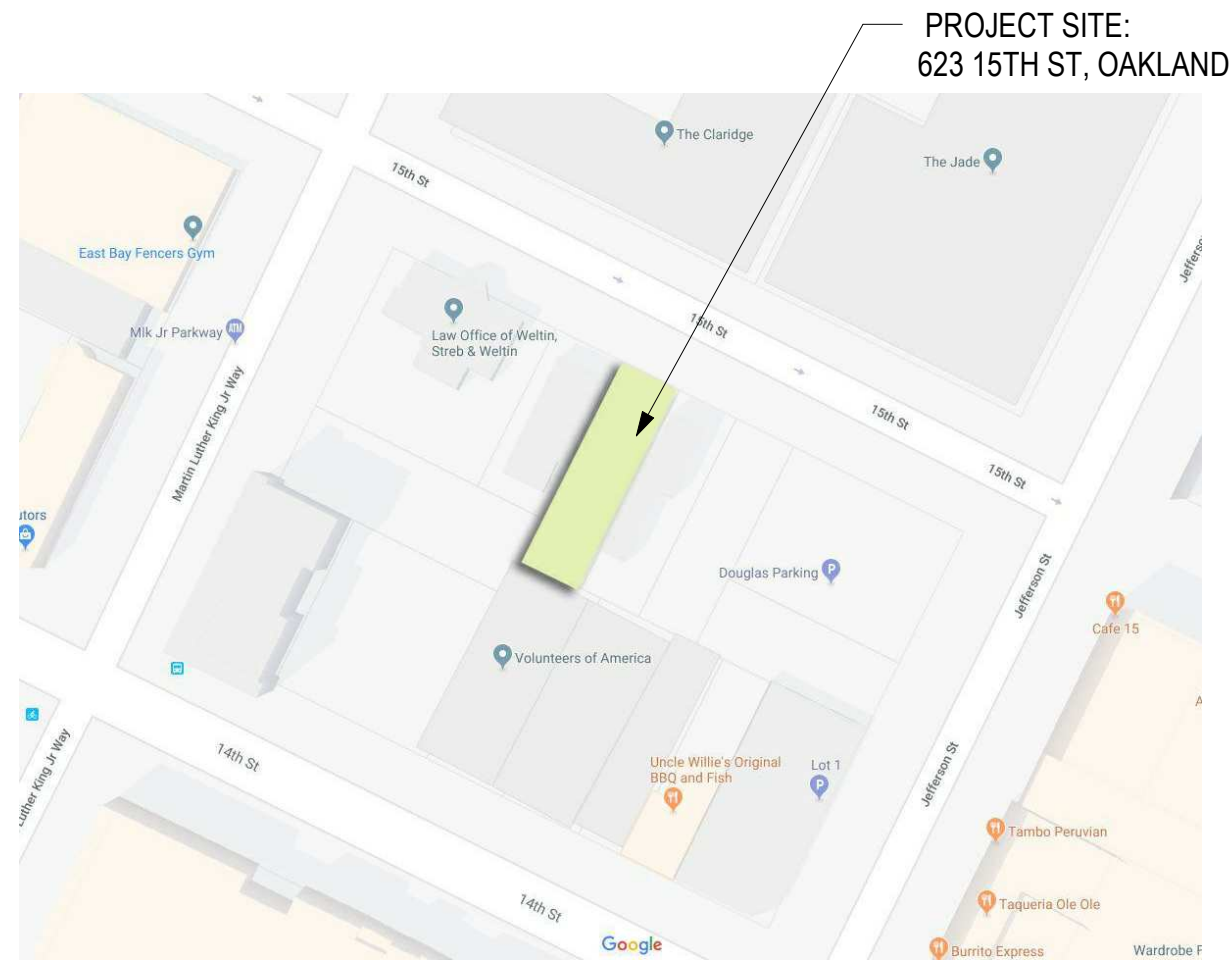 PROJECT SITE:
623 15TH ST, OAKLAND
The Claridge
The Jade
15th St
East Bay Fencers Gym
Mlk Jr Parkway
ATM
Law Office of Weltin,
Streb & Weltin
15th St
15th St
15th St
Martin Luther King Jr Way
Jefferson St
Douglas Parking
P
Cafe 15
Volunteers of America
14th St
Uncle Willie's Original
BBQ and Fish
Lot 1
P
Jefferson St
Luther King Jr Way
Tambo Peruvian
14th St
Taqueria Ole Ole
Google
Burrito Express
Wardrobe